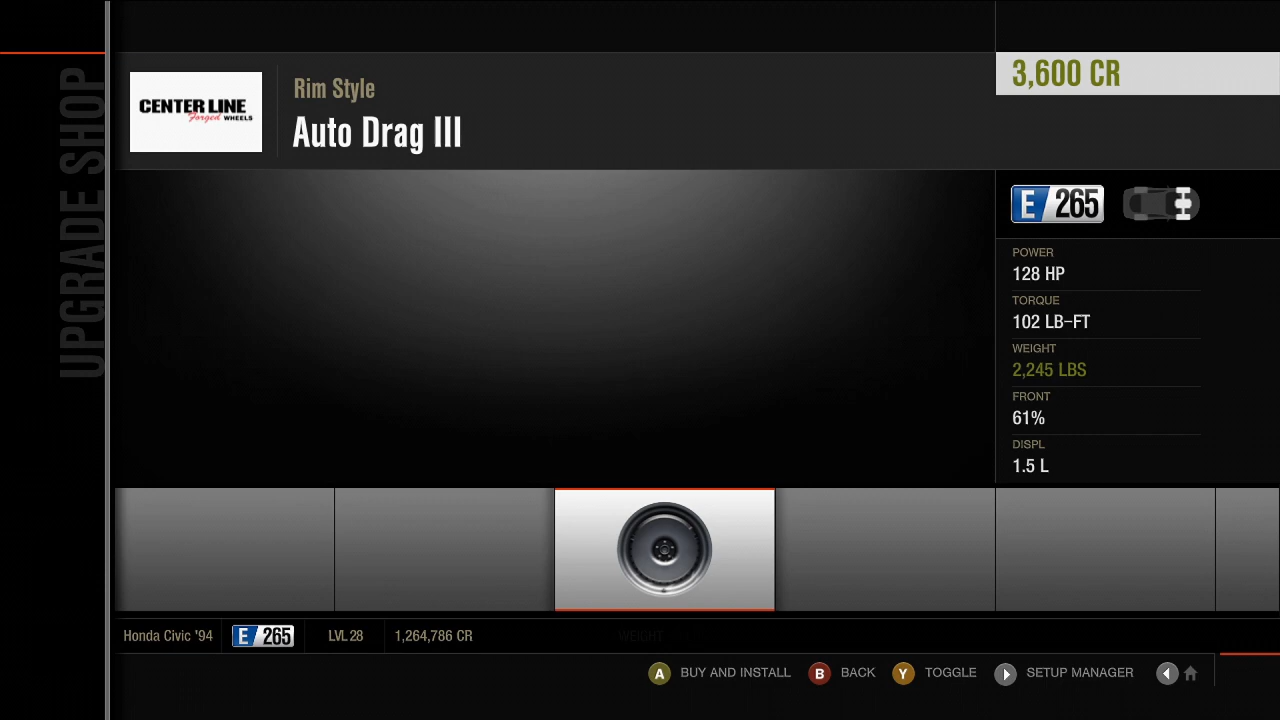 UPGRADE SHOP
CENTER LINE
Forged WHEELS
Rim Style
Auto Drag III
3,600 CR
E 265
POWER
128 HP
TORQUE
102 LB-FT
WEIGHT
2,245 LBS
FRONT
61%
DISPL
1.5 L
Honda Civic '94
E 265
LVL 28
1,264,786 CR
WEIGHT
A BUY AND INSTALL
B BACK
Y TOGGLE
SETUP MANAGER